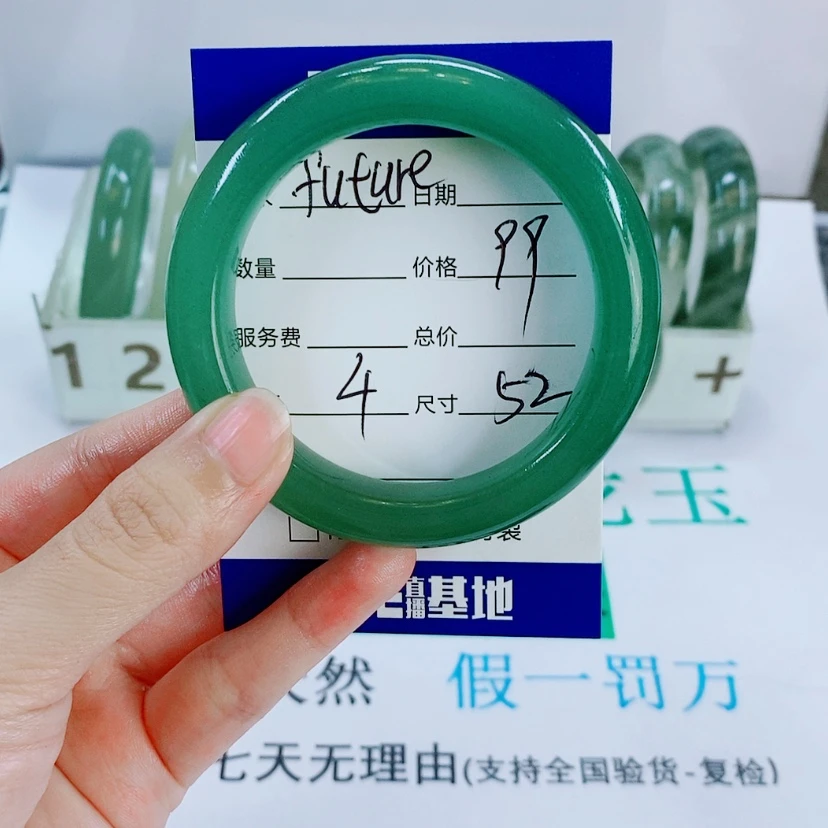 Future 日期
数量 价格 99
服务费 总价
4 尺寸 52
1 2 +
玉
直播基地
然 假一罚万
七天无理由(支持全国验货-复检)